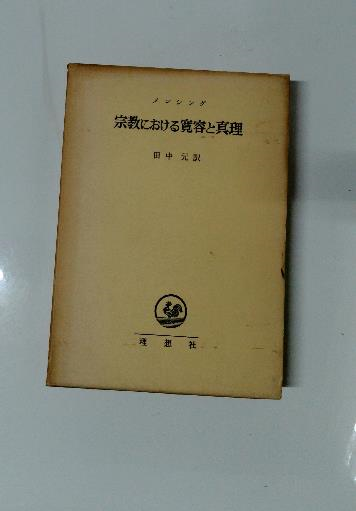 メンシング
宗教における寛容と真理
田中元訳
理想社